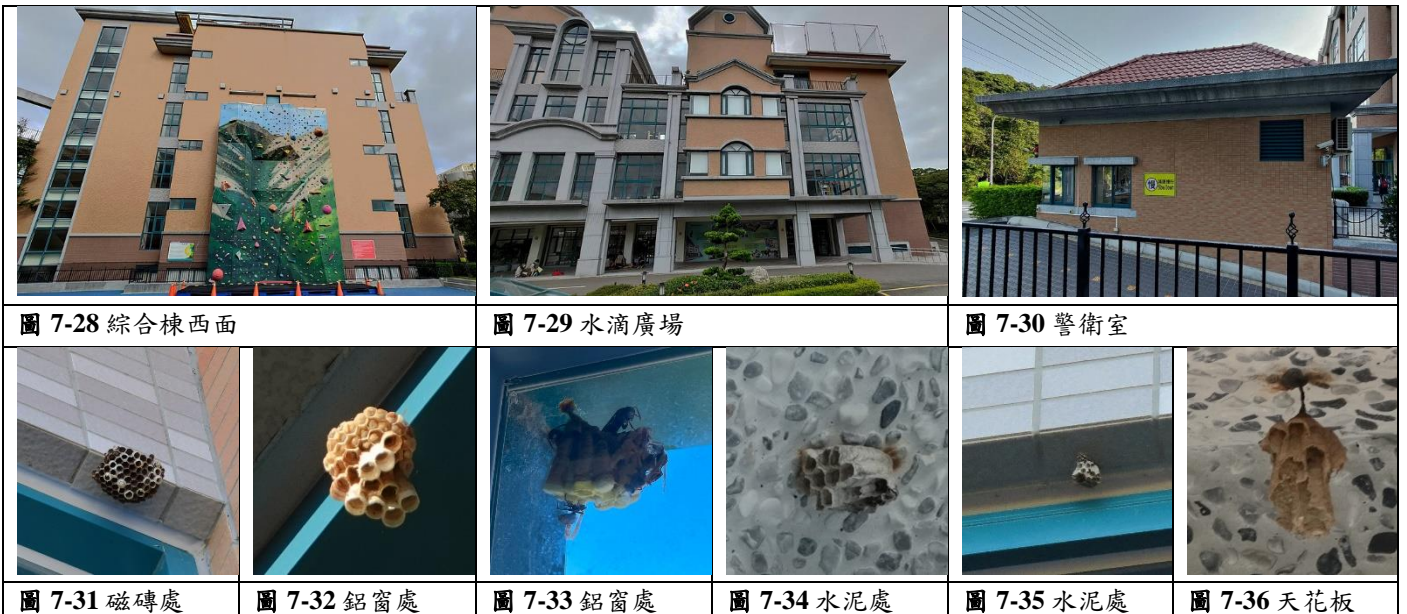 圖 7-28 綜合棟西面
圖 7-29 水滴廣場
圖 7-30 警衛室
圖 7-31 磁磚處
圖 7-32 鋁窗處
圖 7-33 鋁窗處
圖 7-34 水泥處
圖 7-35 水泥處
圖 7-36 天花板